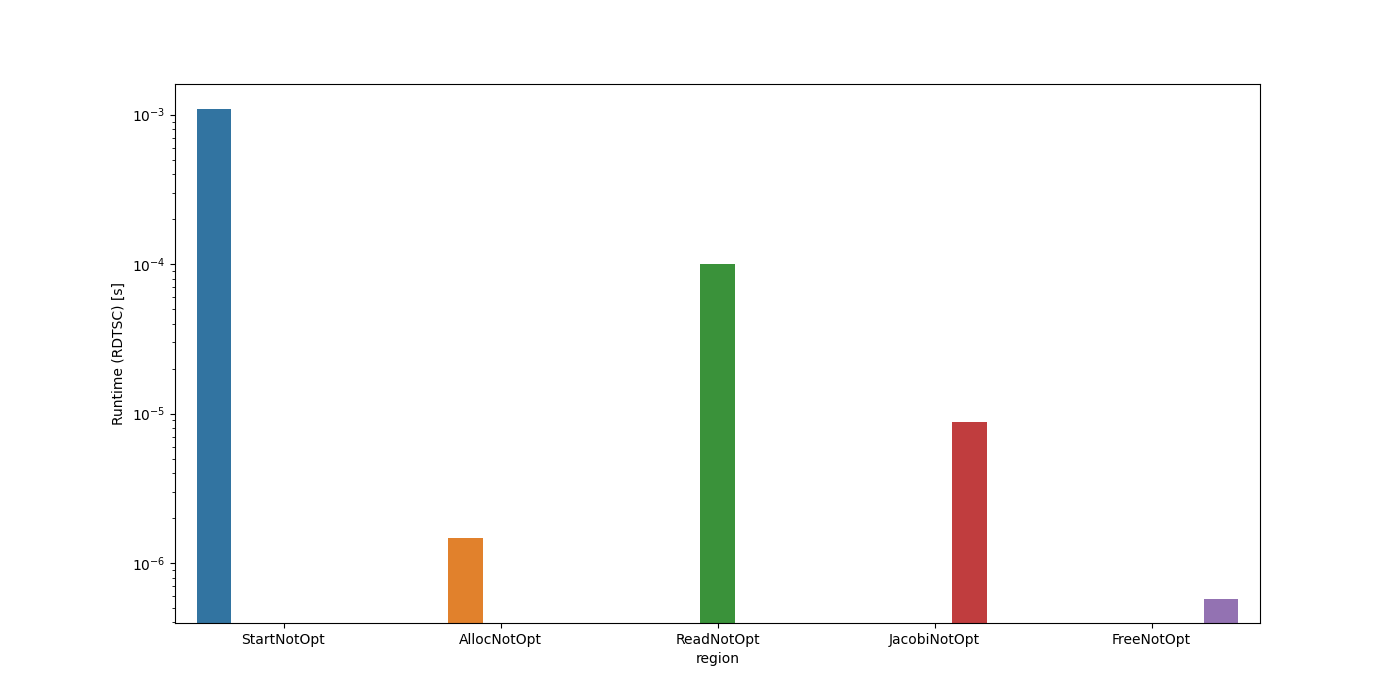 10⁻³
10⁻⁴
10⁻⁵
10⁻⁶
Runtime (RDTSC) [s]
StartNotOpt AllocNotOpt ReadNotOpt JacobiNotOpt FreeNotOpt
region